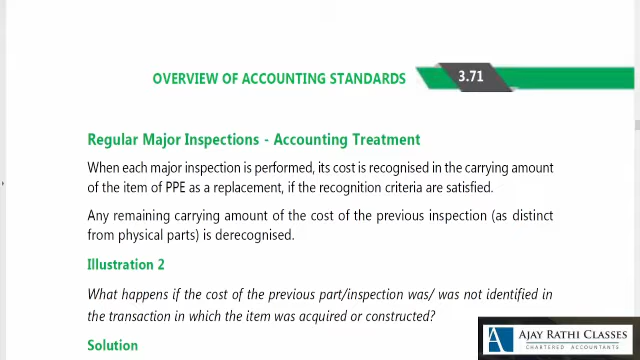 OVERVIEW OF ACCOUNTING STANDARDS 3.71
Regular Major Inspections - Accounting Treatment
When each major inspection is performed, its cost is recognised in the carrying amount
of the item of PPE as a replacement, if the recognition criteria are satisfied.
Any remaining carrying amount of the cost of the previous inspection (as distinct
from physical parts) is derecognised.
Illustration 2
What happens if the cost of the previous part/inspection was/ was not identified in
the transaction in which the item was acquired or constructed?
Solution
A
AJAY RATHI CLASSES
CHARTERED ACCOUNTANTS